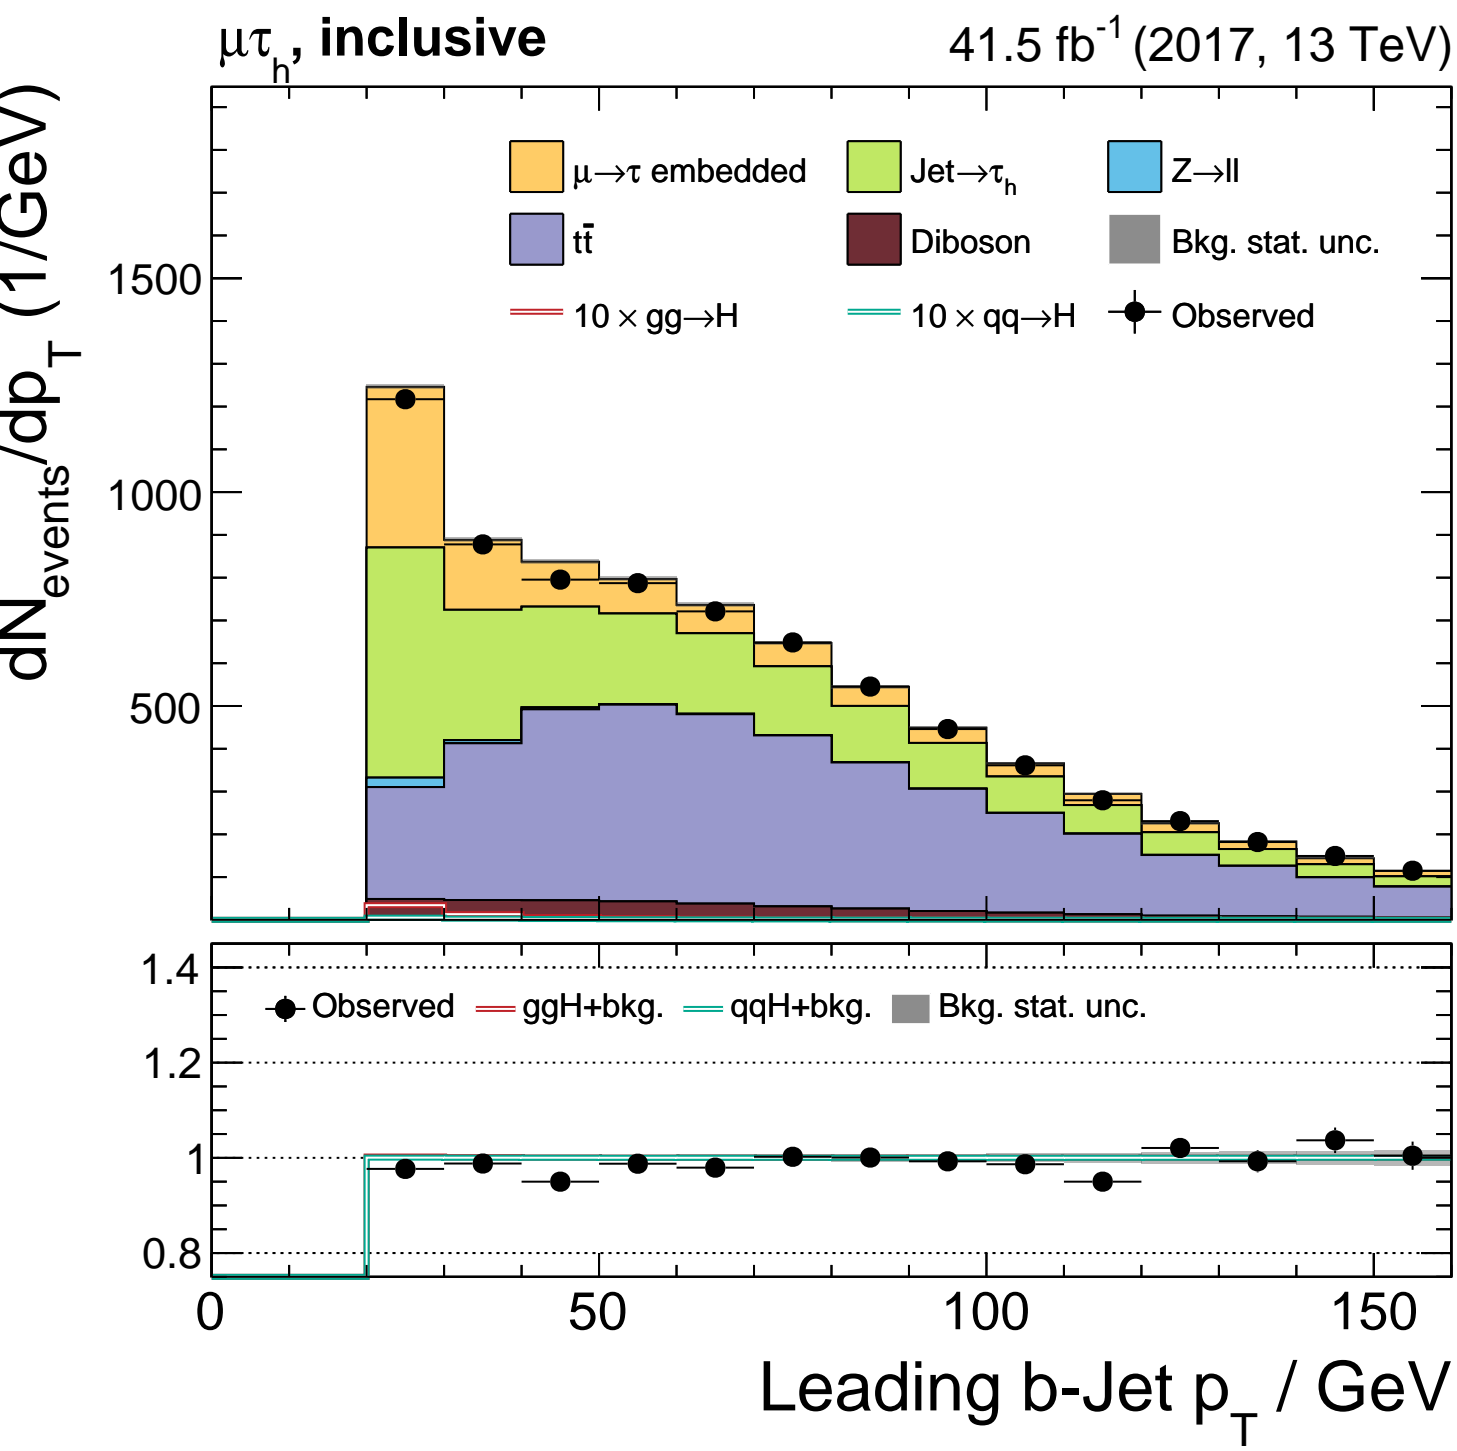 μτh, inclusive 41.5 fb-1 (2017, 13 TeV)
dNevents/dpT (1/GeV)
μ→τ embedded Jet→τh Z→ll
tt̄ Diboson Bkg. stat. unc.
10 × gg→H 10 × qq→H Observed
1500
1000
500
1.4
Observed ggH+bkg. qqH+bkg. Bkg. stat. unc.
1.2
1
0.8
0 50 100 150
Leading b-Jet pT / GeV